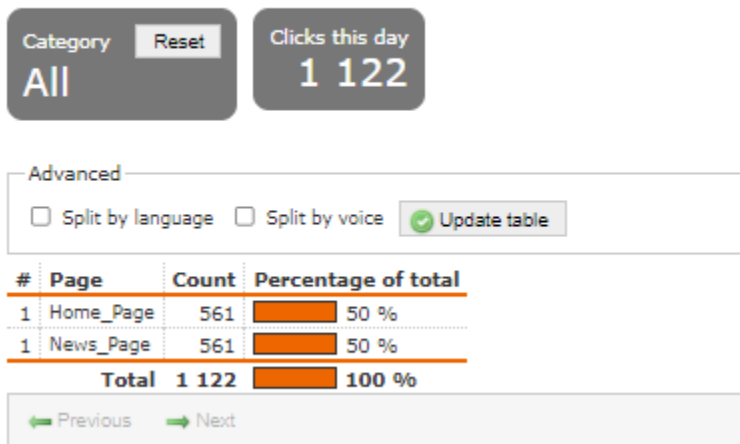 Category Reset
All
Clicks this day
1 122
Advanced
Split by language Split by voice Update table
# Page Count Percentage of total
1 Home_Page 561 50 %
1 News_Page 561 50 %
Total 1 122 100 %
Previous Next